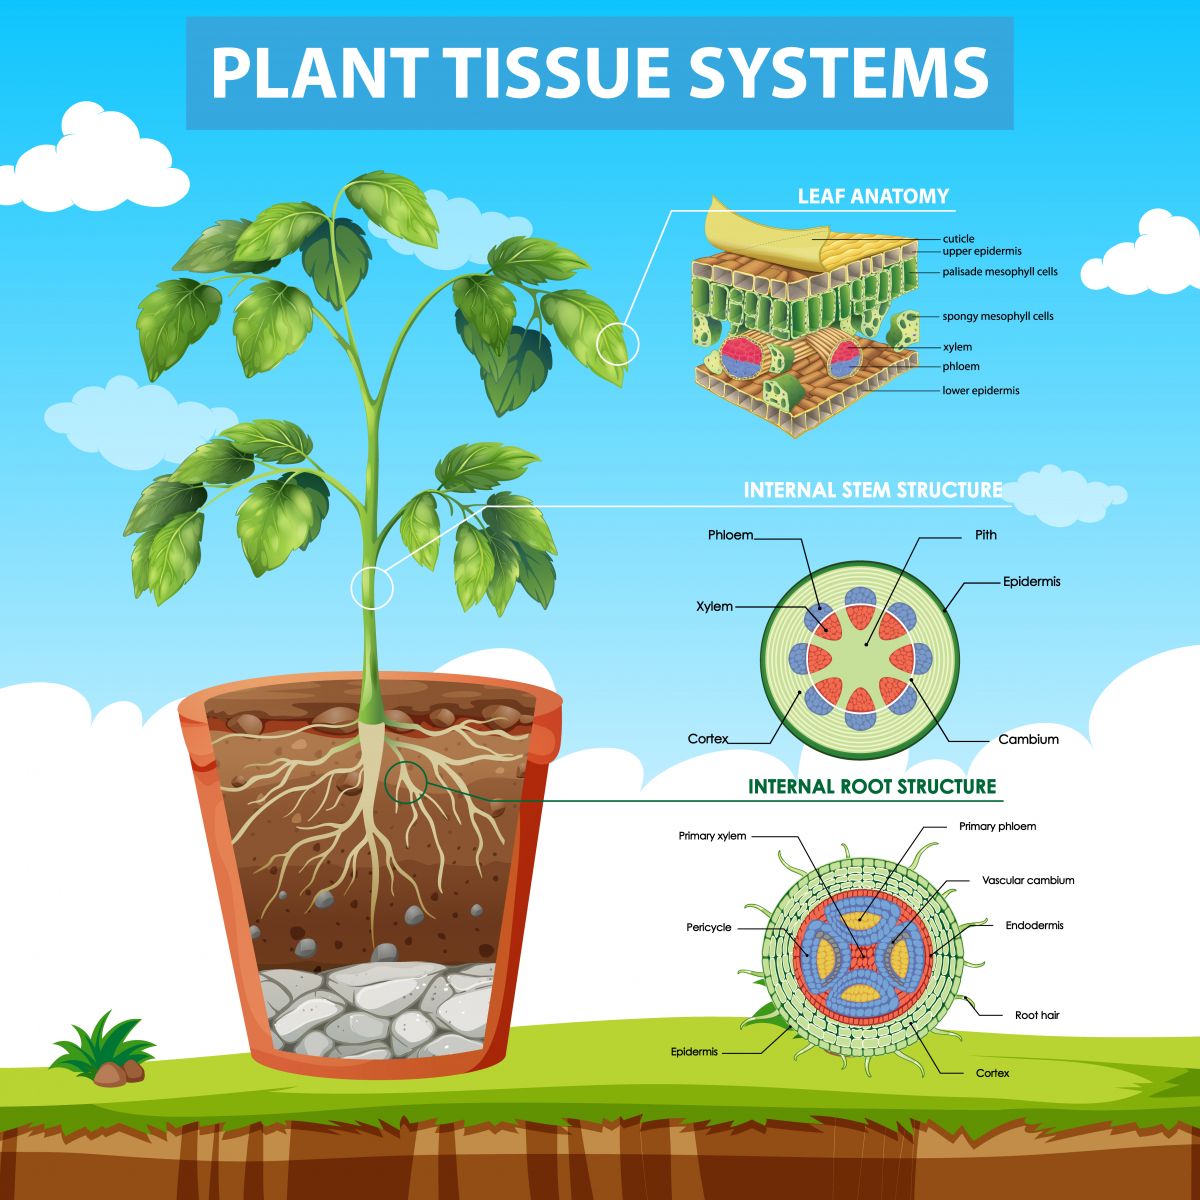 PLANT TISSUE SYSTEMS
LEAF ANATOMY
cuticle
upper epidermis
palisade mesophyll cells
spongy mesophyll cells
xylem
phloem
lower epidermis
INTERNAL STEM STRUCTURE
Phloem
Pith
Epidermis
Xylem
Cortex
Cambium
INTERNAL ROOT STRUCTURE
Primary xylem
Primary phloem
Vascular cambium
Pericycle
Endodermis
Root hair
Epidermis
Cortex